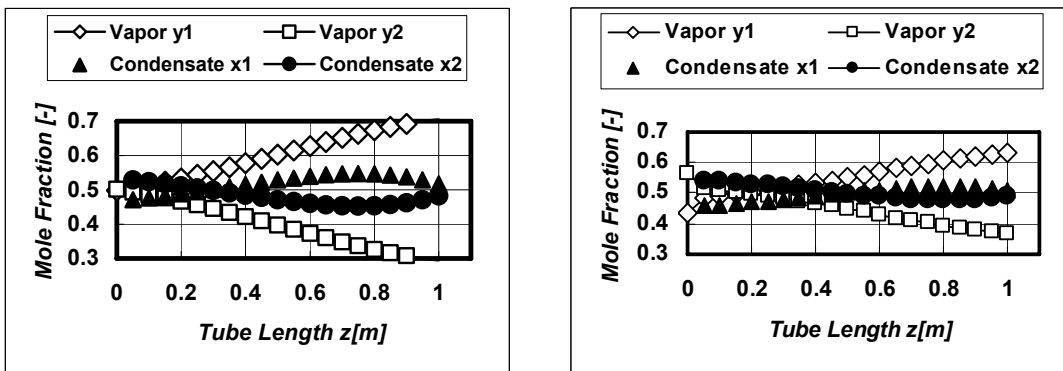 Vapor y1 Vapor y2
Condensate x1 Condensate x2
Mole Fraction [-]
0.7
0.6
0.5
0.4
0.3
0 0.2 0.4 0.6 0.8 1
Tube Length z[m]
Vapor y1 Vapor y2
Condensate x1 Condensate x2
Mole Fraction [-]
0.7
0.6
0.5
0.4
0.3
0 0.2 0.4 0.6 0.8 1
Tube Length z[m]